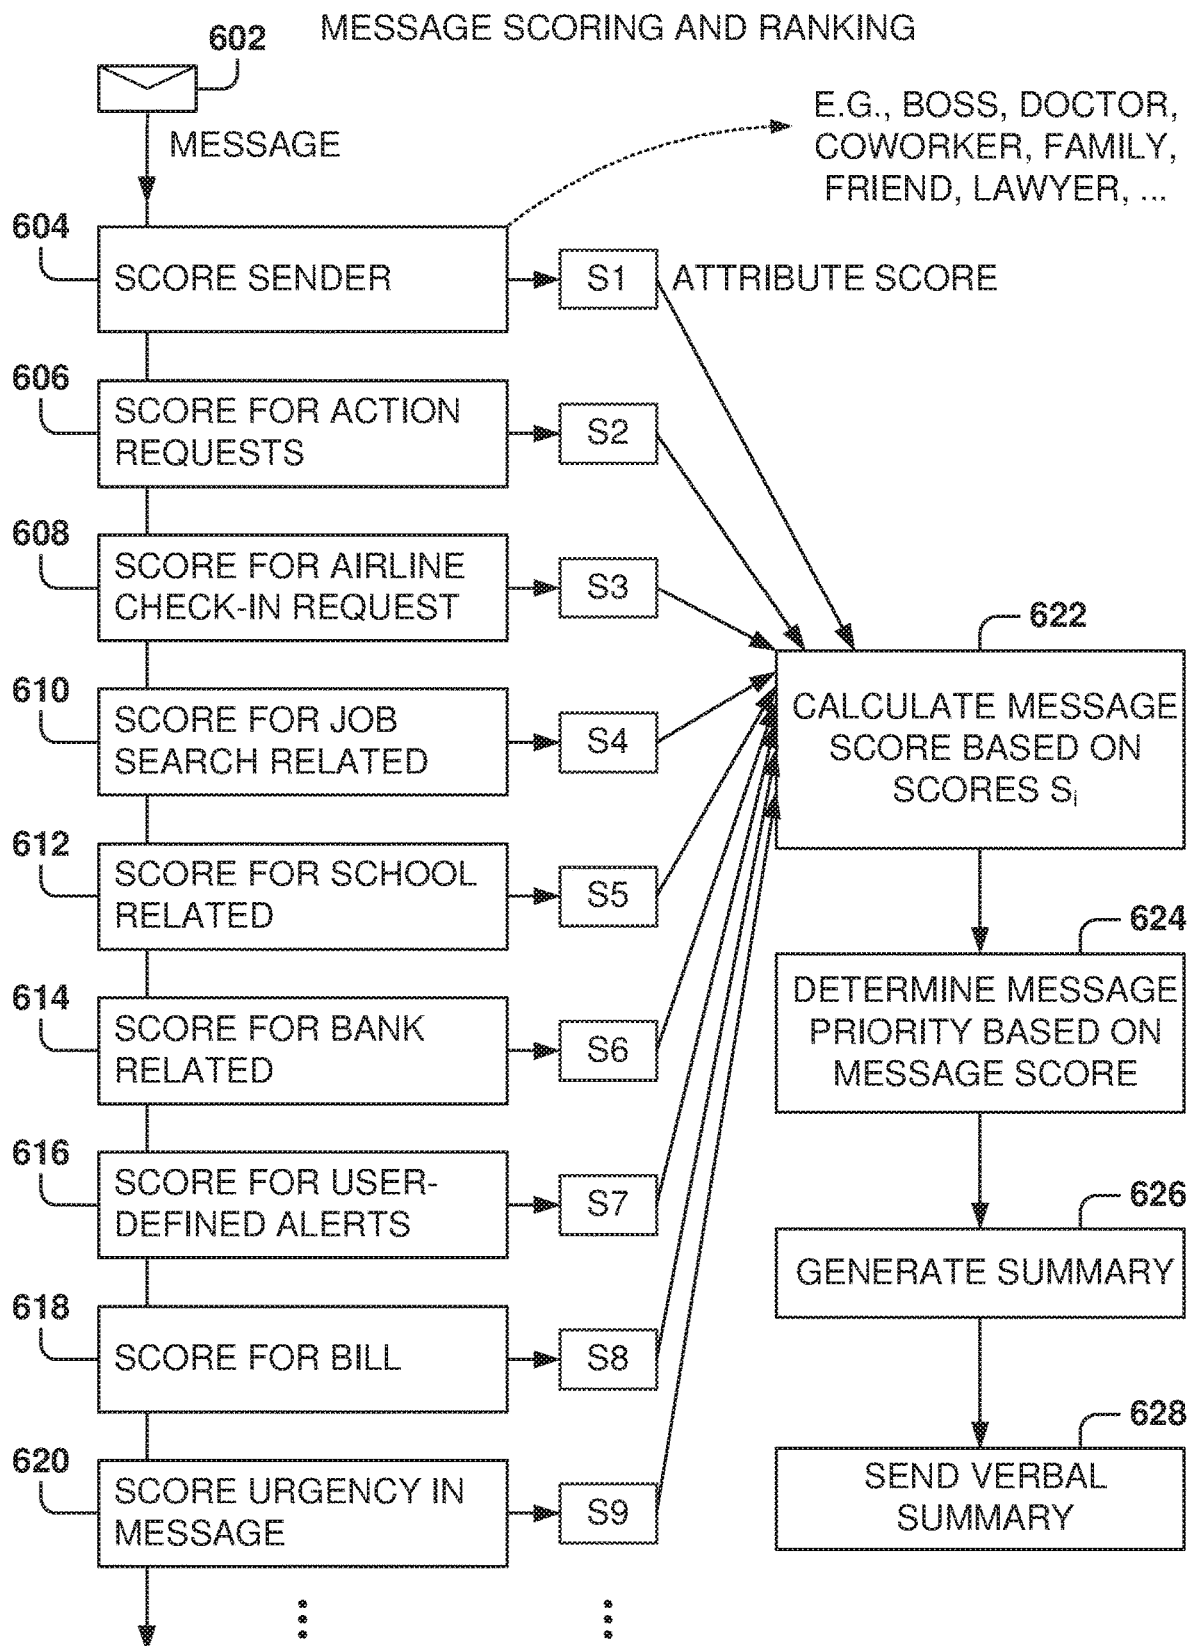 602
MESSAGE SCORING AND RANKING
MESSAGE
E.G., BOSS, DOCTOR,
COWORKER, FAMILY,
FRIEND, LAWYER, ...
604
SCORE SENDER
S1
ATTRIBUTE SCORE
606
SCORE FOR ACTION
REQUESTS
S2
608
SCORE FOR AIRLINE
CHECK-IN REQUEST
S3
610
SCORE FOR JOB
SEARCH RELATED
S4
612
SCORE FOR SCHOOL
RELATED
S5
614
SCORE FOR BANK
RELATED
S6
616
SCORE FOR USER-
DEFINED ALERTS
S7
618
SCORE FOR BILL
S8
620
SCORE URGENCY IN
MESSAGE
S9
622
CALCULATE MESSAGE
SCORE BASED ON
SCORES Si
624
DETERMINE MESSAGE
PRIORITY BASED ON
MESSAGE SCORE
626
GENERATE SUMMARY
628
SEND VERBAL
SUMMARY